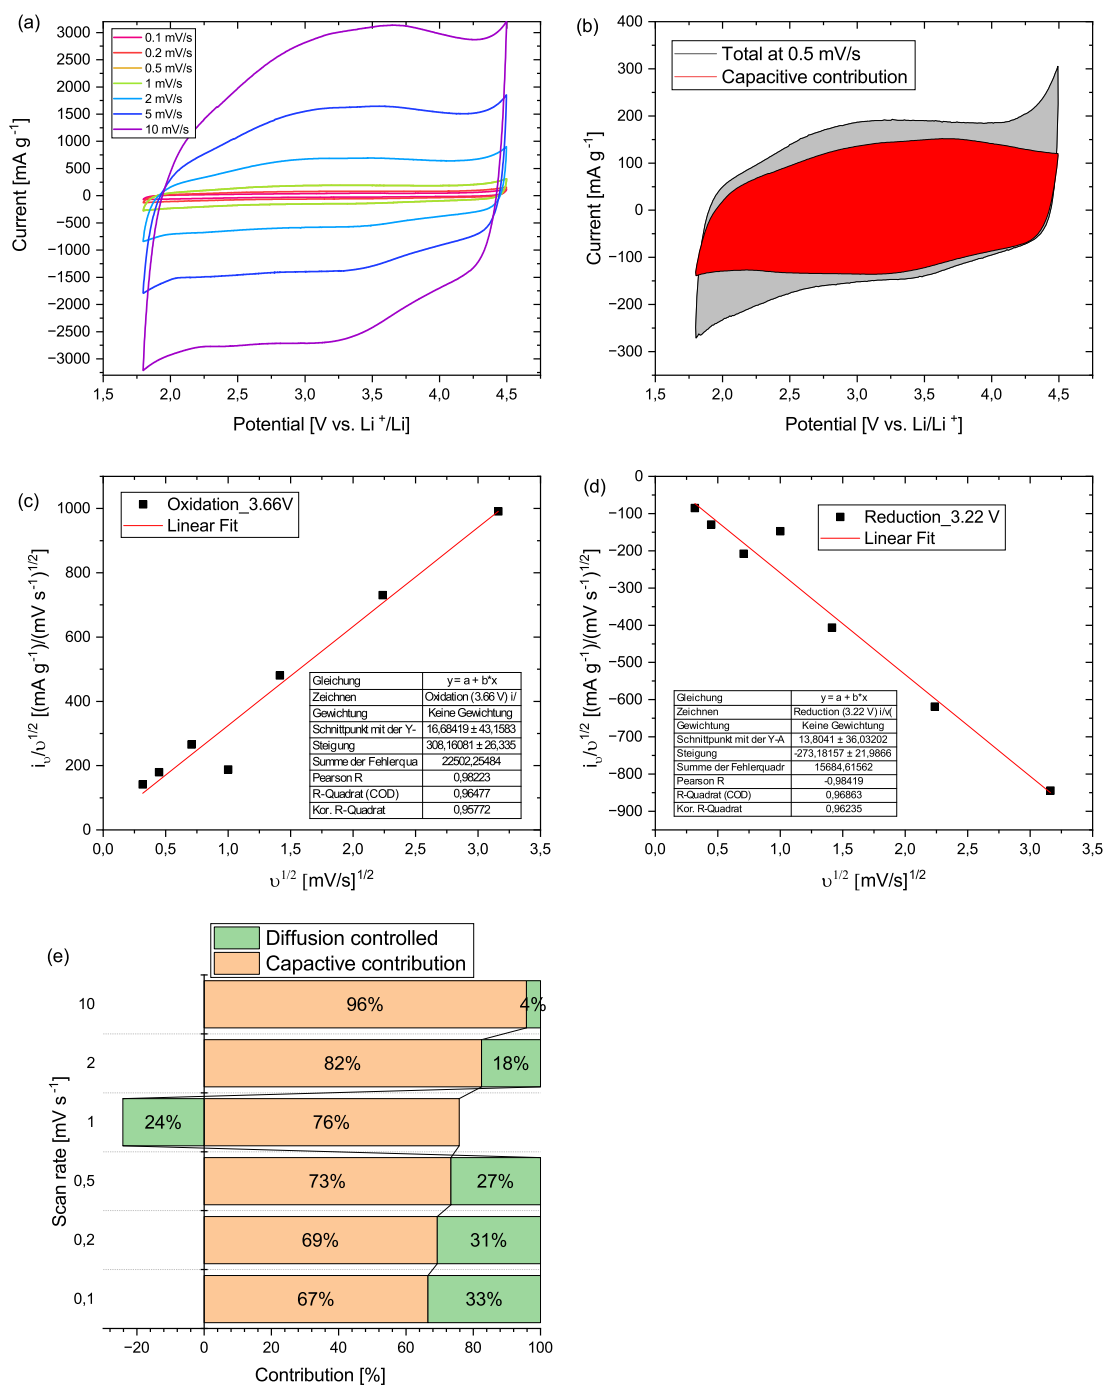 (a)
0.1 mV/s
0.2 mV/s
0.5 mV/s
1 mV/s
2 mV/s
5 mV/s
10 mV/s
3000
2500
2000
1500
1000
500
0
−500
−1000
−1500
−2000
−2500
−3000
Current [mA g⁻¹]
1,5 2,0 2,5 3,0 3,5 4,0 4,5
Potential [V vs. Li⁺/Li]
(b)
Total at 0.5 mV/s
Capacitive contribution
400
300
200
100
0
−100
−200
−300
Current [mA g⁻¹]
1,5 2,0 2,5 3,0 3,5 4,0 4,5
Potential [V vs. Li/Li⁺]
(c)
Oxidation_3.66V
Linear Fit
1000
800
600
400
200
0
i_υ/υ^1/2 [(mA g⁻¹)/(mV s⁻¹)^1/2]
Gleichung y = a + b*x
Zeichnen Oxidation (3.66 V) i/
Gewichtung Keine Gewichtung
Schnittpunkt mit der Y- 16,68419 ± 43,1583
Steigung 308,16081 ± 26,335
Summe der Fehlerqua 22502,25484
Pearson R 0,98223
R-Quadrat (COD) 0,96477
Kor. R-Quadrat 0,95772
0,0 0,5 1,0 1,5 2,0 2,5 3,0 3,5
υ^1/2 [mV/s]^1/2
(d)
Reduction_3.22 V
Linear Fit
0
−100
−200
−300
−400
−500
−600
−700
−800
−900
i_υ/υ^1/2 [(mA g⁻¹)/(mV s⁻¹)^1/2]
Gleichung y = a + b*x
Zeichnen Reduction (3.22 V) i/v(
Gewichtung Keine Gewichtung
Schnittpunkt mit der Y-A 13,8041 ± 36,03202
Steigung -273,18157 ± 21,9866
Summe der Fehlerquadr 15684,61562
Pearson R -0,98419
R-Quadrat (COD) 0,96863
Kor. R-Quadrat 0,96235
0,0 0,5 1,0 1,5 2,0 2,5 3,0 3,5
υ^1/2 [mV/s]^1/2
(e)
Diffusion controlled
Capactive contribution
10 96% 4%
2 82% 18%
1 24% 76%
0,5 73% 27%
0,2 69% 31%
0,1 67% 33%
Scan rate [mV s⁻¹]
−20 0 20 40 60 80 100
Contribution [%]